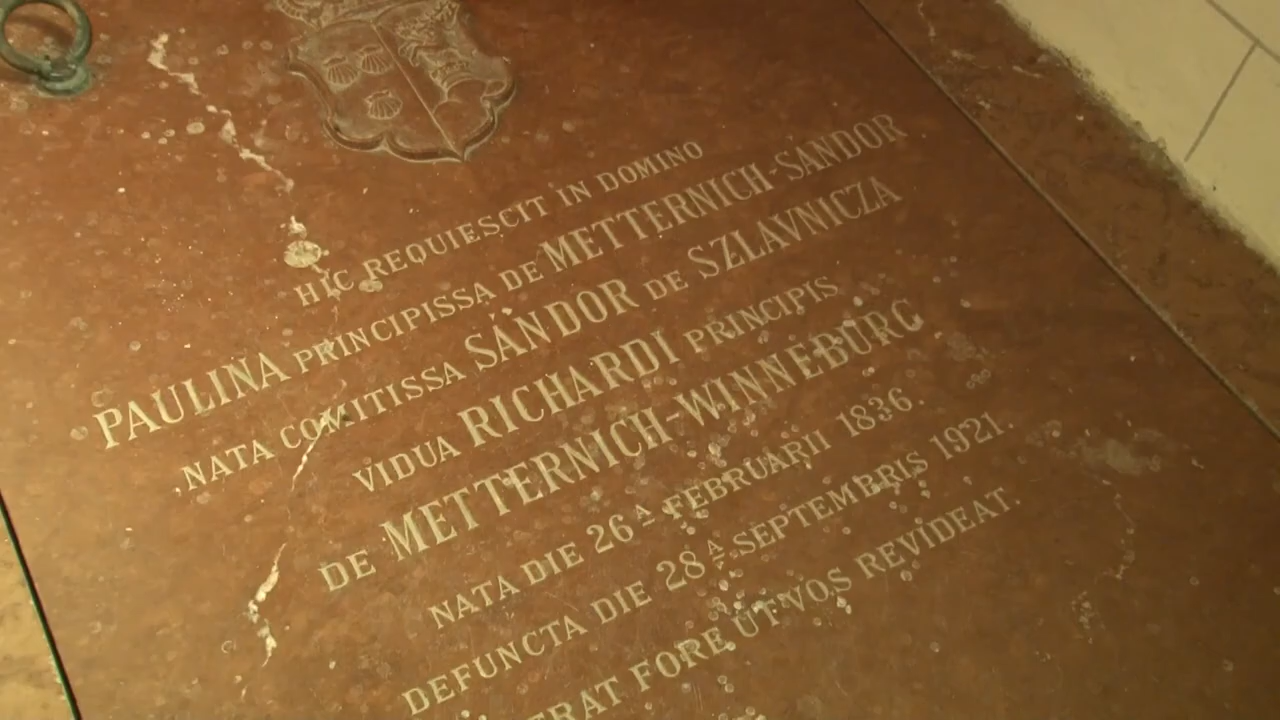 HIC REQUIESCIT IN DOMINO
PAULINA PRINCIPISSA DE METTERNICH-SÁNDOR
NATA COMITISSA SÁNDOR DE SZLAVNICZA
VIDUA RICHARDI PRINCIPIS
DE METTERNICH-WINNEBURG
NATA DIE 26A FEBRUARII 1836.
DEFUNCTA DIE 28A SEPTEMBRIS 1921.
FORE UT VOS REVIDEAT.